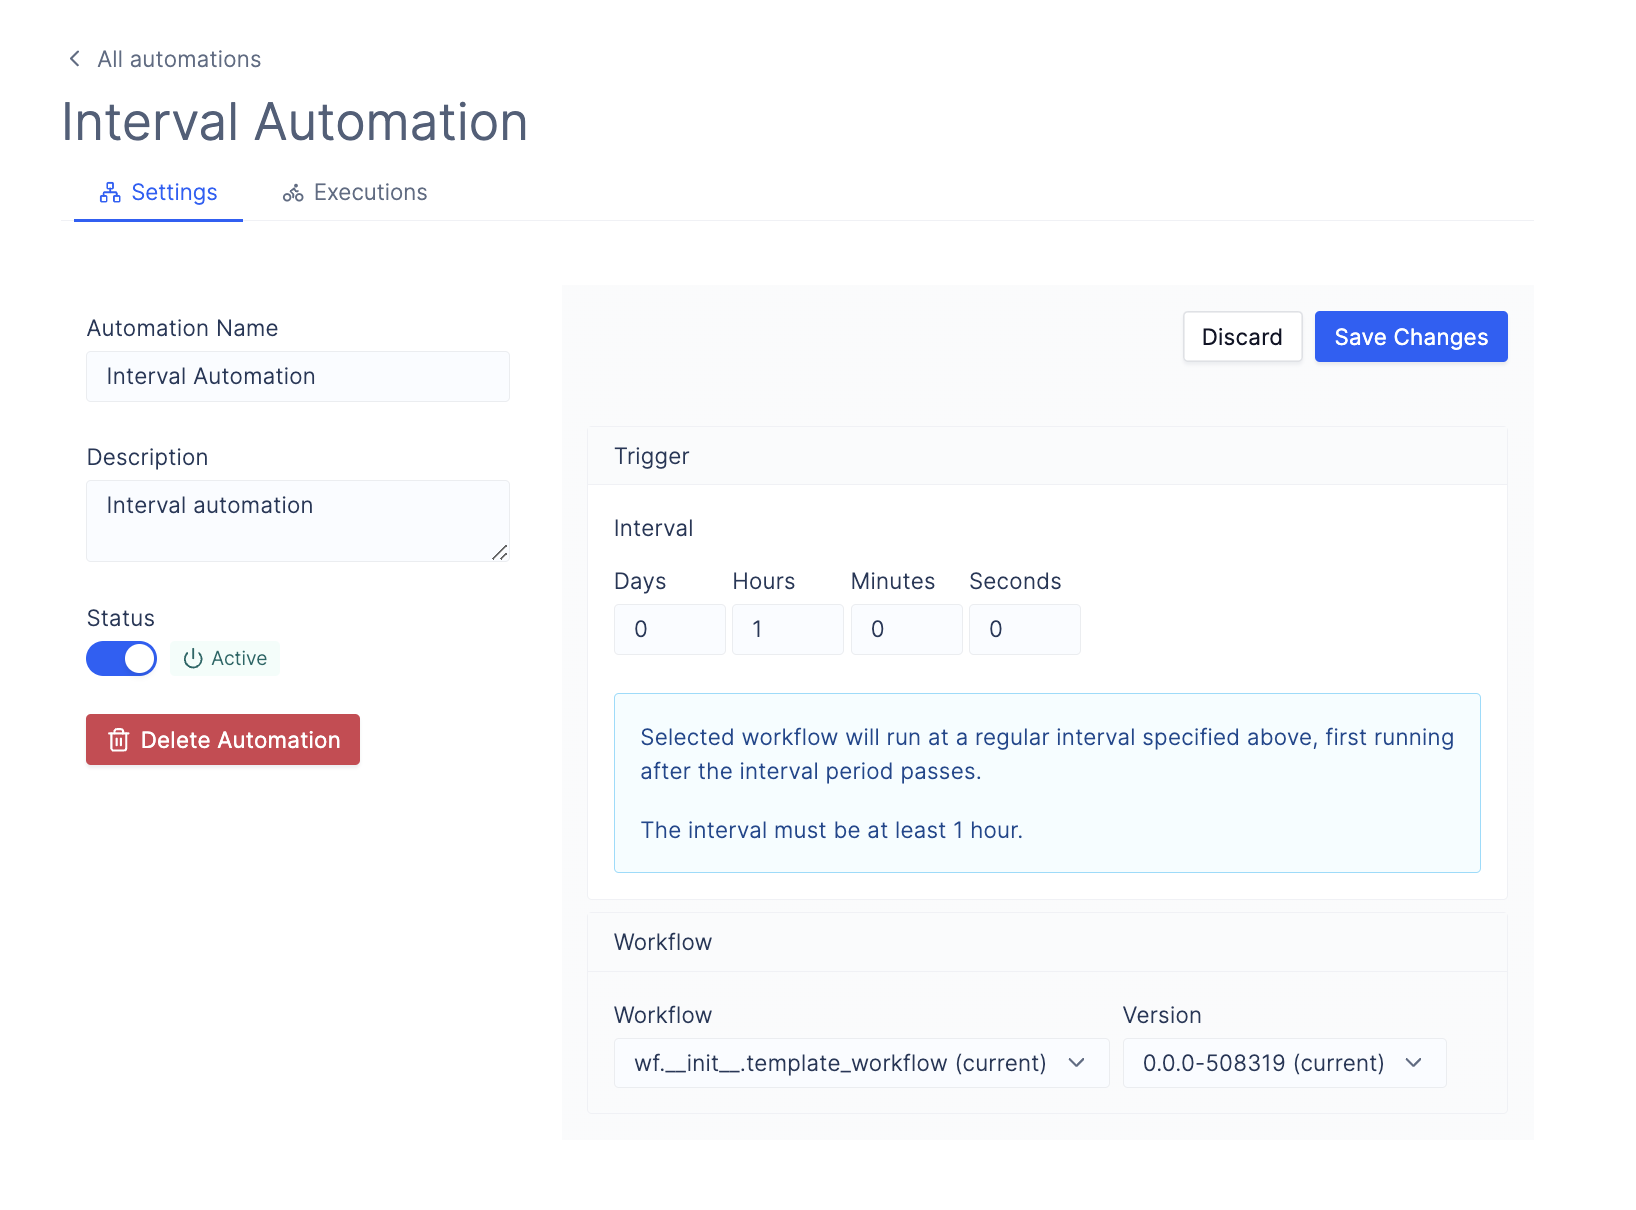 All automations
Interval Automation
Settings
Executions
Automation Name
Interval Automation
Description
Interval automation
Status
Active
Delete Automation
Discard
Save Changes
Trigger
Interval
Days
Hours
Minutes
Seconds
0
1
0
0
Selected workflow will run at a regular interval specified above, first running
after the interval period passes.
The interval must be at least 1 hour.
Workflow
Workflow
Version
wf.__init__.template_workflow (current)
0.0.0-508319 (current)